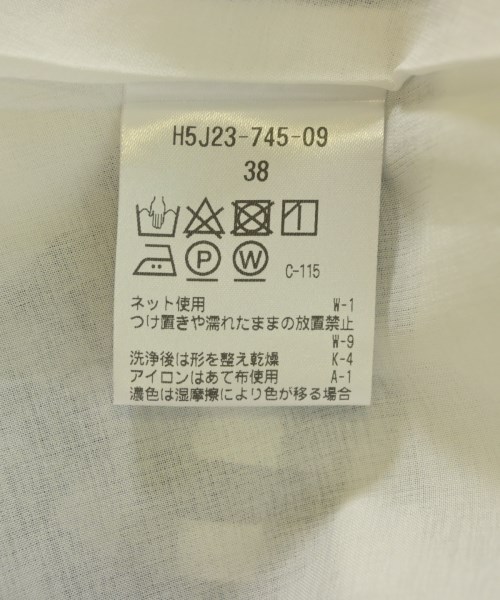 H5J23-745-09
38
P W C-115
ネット使用 W-1
つけ置きや濡れたままの放置禁止
W-9
洗浄後は形を整え乾燥 K-4
アイロンはあて布使用 A-1
濃色は湿摩擦により色が移る場合